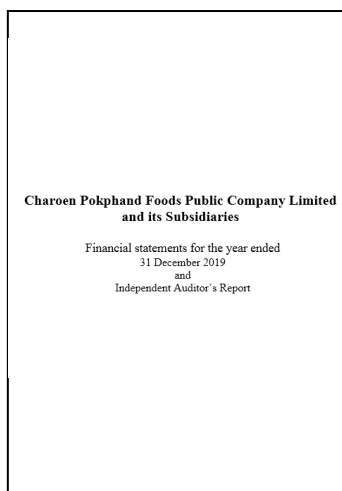 Charoen Pokphand Foods Public Company Limited
and its Subsidiaries
Financial statements for the year ended
31 December 2019
and
Independent Auditor's Report